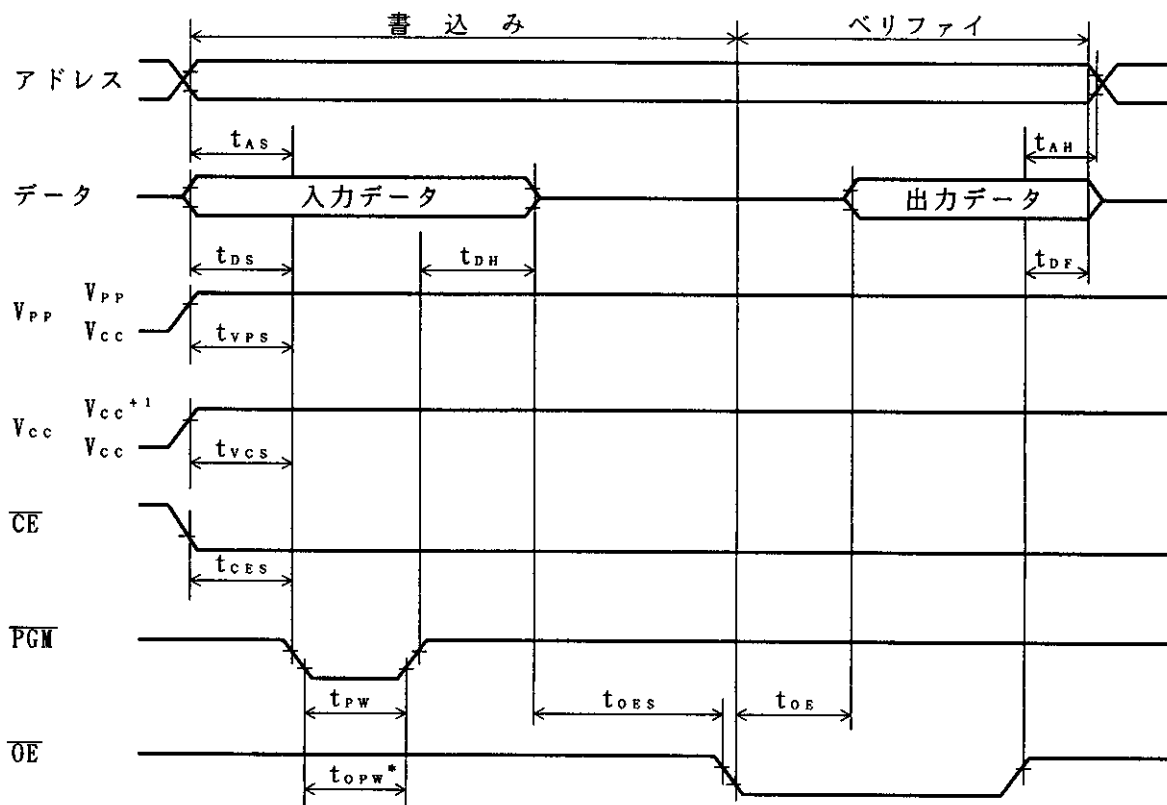 書込み ベリファイ
アドレス
tAS tAH
データ 入力データ 出力データ
tDS tDH tDF
VPP VPP
VCC
tVPS
VCC VCC+1
VCC
tVCS
CE
tCES
PGM
tPW tOES tOE
OE
tOPW*